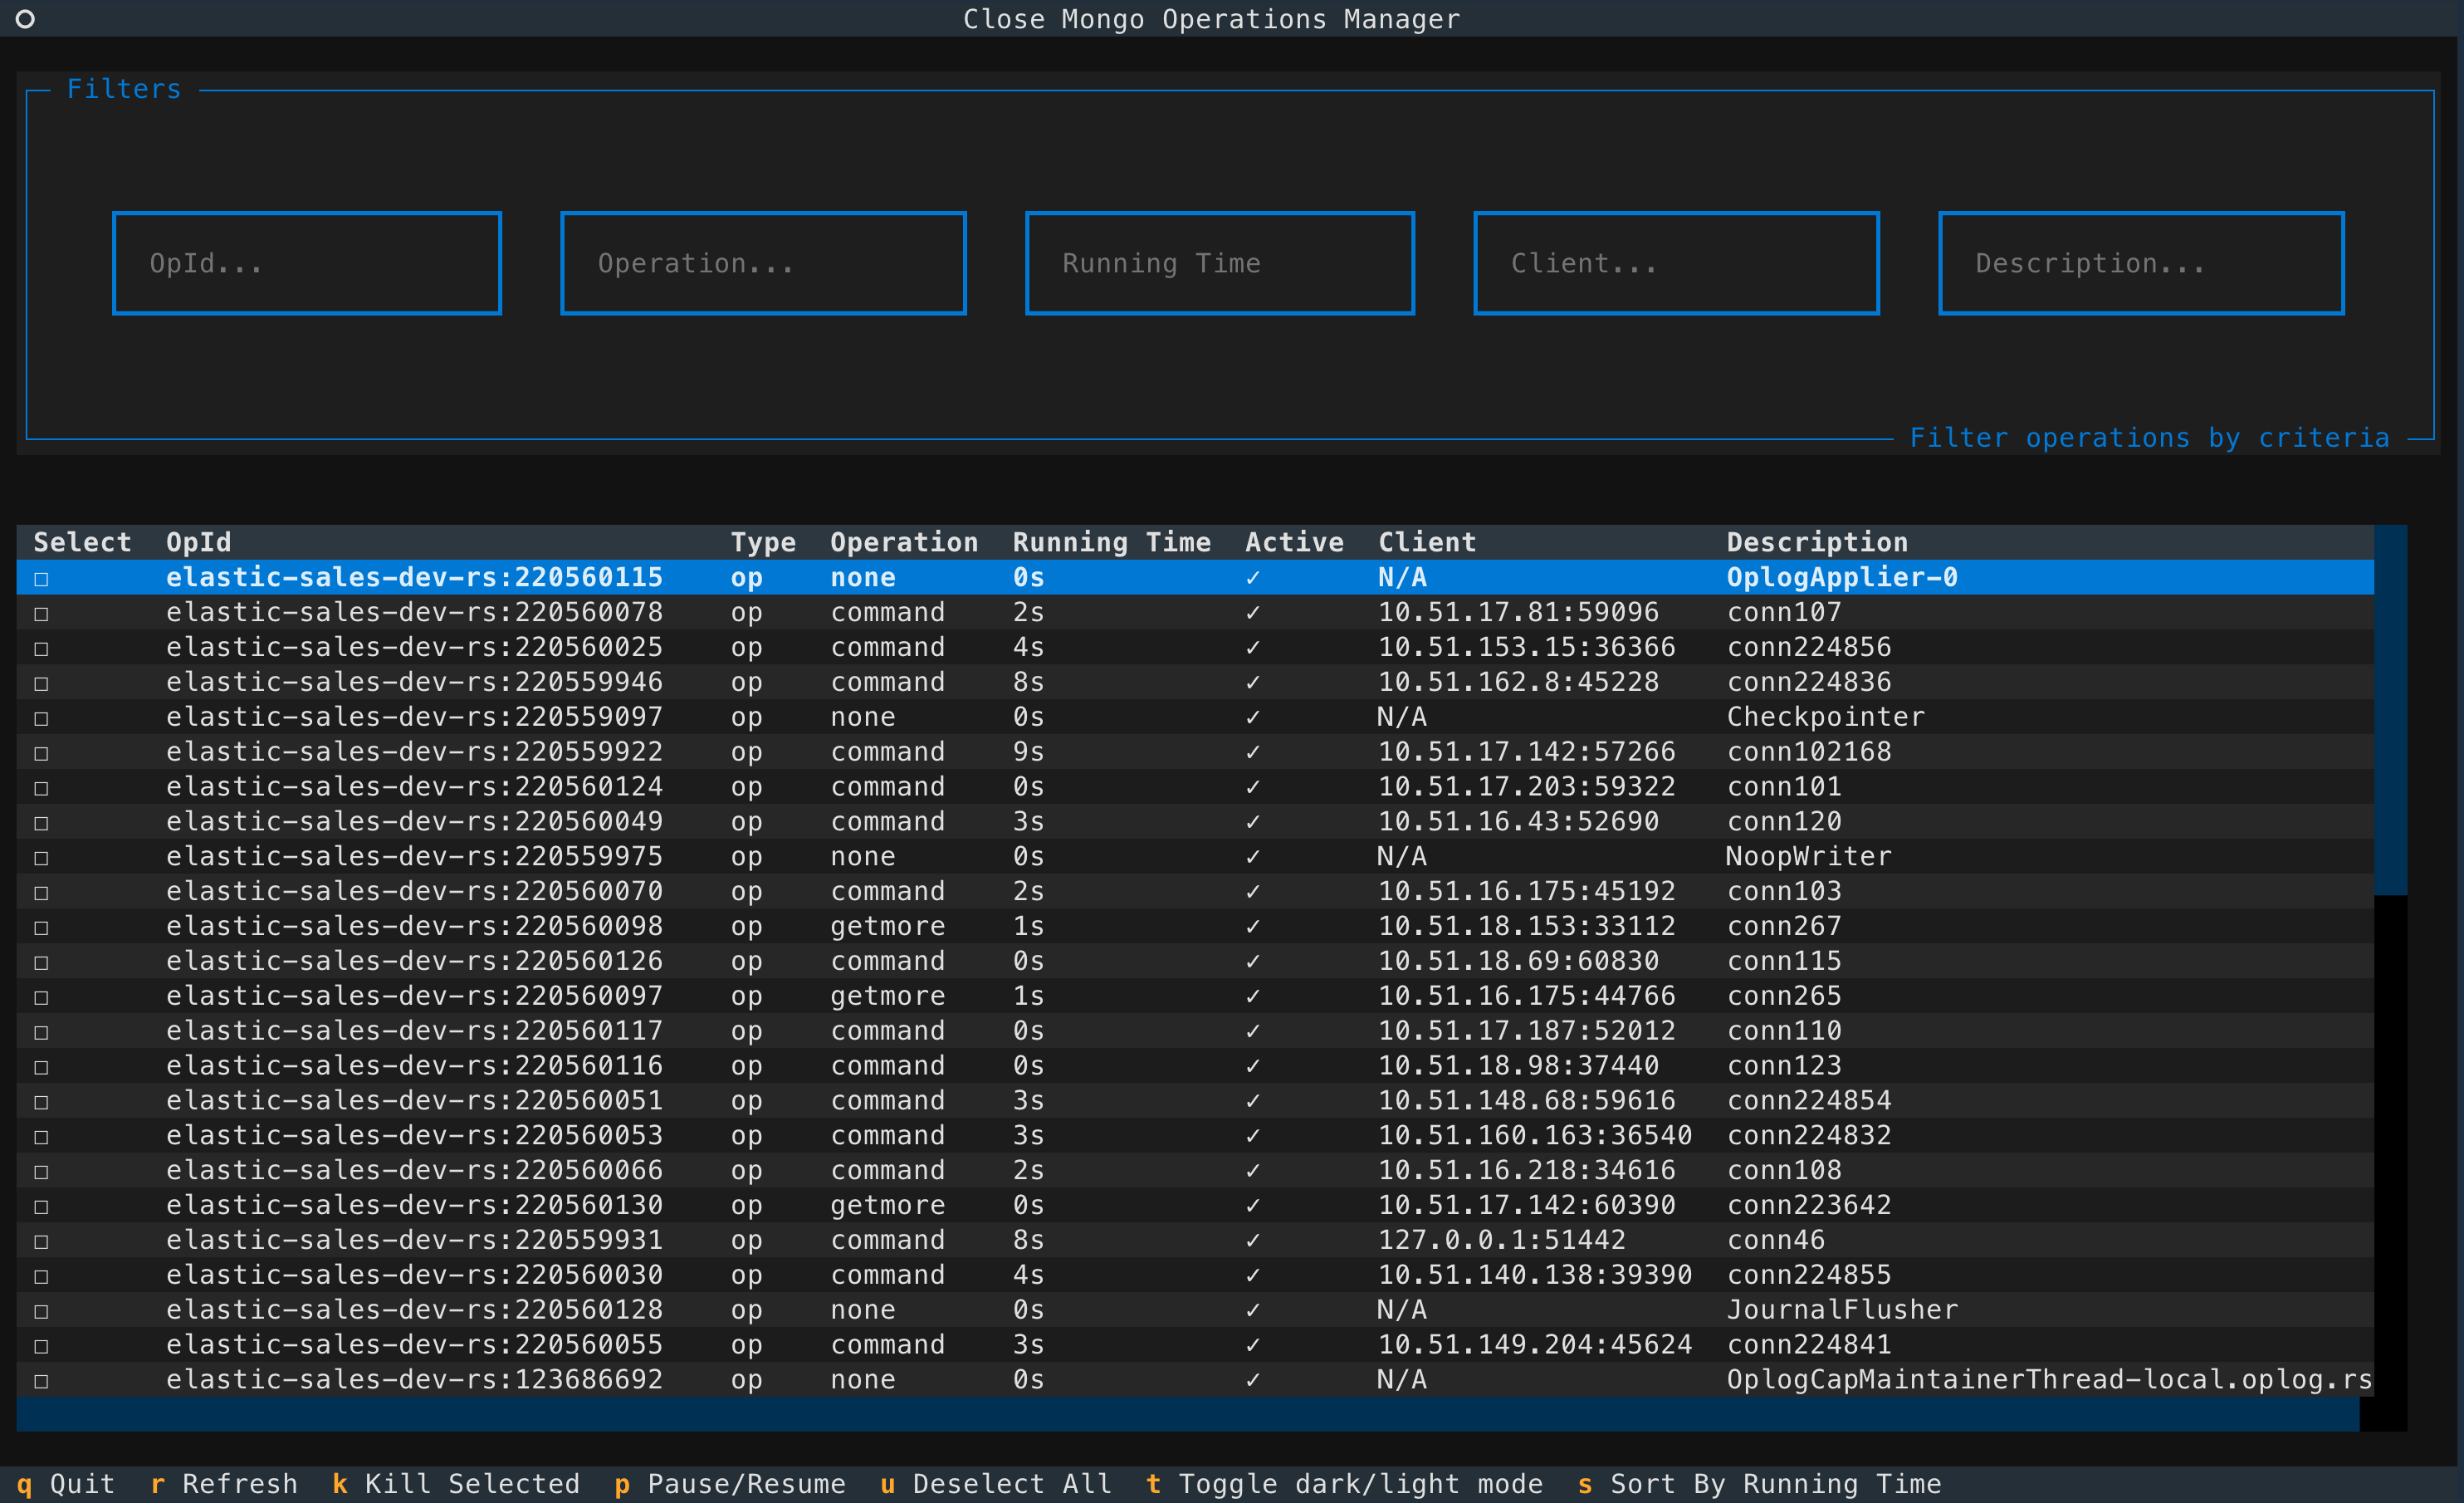 Close Mongo Operations Manager
Filters
OpId... Operation... Running Time Client... Description...
Filter operations by criteria
Select OpId Type Operation Running Time Active Client Description
☐ elastic-sales-dev-rs:220560115 op none 0s ✓ N/A OplogApplier-0
☐ elastic-sales-dev-rs:220560078 op command 2s ✓ 10.51.17.81:59096 conn107
☐ elastic-sales-dev-rs:220560025 op command 4s ✓ 10.51.153.15:36366 conn224856
☐ elastic-sales-dev-rs:220559946 op command 8s ✓ 10.51.162.8:45228 conn224836
☐ elastic-sales-dev-rs:220559097 op none 0s ✓ N/A Checkpointer
☐ elastic-sales-dev-rs:220559922 op command 9s ✓ 10.51.17.142:57266 conn102168
☐ elastic-sales-dev-rs:220560124 op command 0s ✓ 10.51.17.203:59322 conn101
☐ elastic-sales-dev-rs:220560049 op command 3s ✓ 10.51.16.43:52690 conn120
☐ elastic-sales-dev-rs:220559975 op none 0s ✓ N/A NoopWriter
☐ elastic-sales-dev-rs:220560070 op command 2s ✓ 10.51.16.175:45192 conn103
☐ elastic-sales-dev-rs:220560098 op getmore 1s ✓ 10.51.18.153:33112 conn267
☐ elastic-sales-dev-rs:220560126 op command 0s ✓ 10.51.18.69:60830 conn115
☐ elastic-sales-dev-rs:220560097 op getmore 1s ✓ 10.51.16.175:44766 conn265
☐ elastic-sales-dev-rs:220560117 op command 0s ✓ 10.51.17.187:52012 conn110
☐ elastic-sales-dev-rs:220560116 op command 0s ✓ 10.51.18.98:37440 conn123
☐ elastic-sales-dev-rs:220560051 op command 3s ✓ 10.51.148.68:59616 conn224854
☐ elastic-sales-dev-rs:220560053 op command 3s ✓ 10.51.160.163:36540 conn224832
☐ elastic-sales-dev-rs:220560066 op command 2s ✓ 10.51.16.218:34616 conn108
☐ elastic-sales-dev-rs:220560130 op getmore 0s ✓ 10.51.17.142:60390 conn223642
☐ elastic-sales-dev-rs:220559931 op command 8s ✓ 127.0.0.1:51442 conn46
☐ elastic-sales-dev-rs:220560030 op command 4s ✓ 10.51.140.138:39390 conn224855
☐ elastic-sales-dev-rs:220560128 op none 0s ✓ N/A JournalFlusher
☐ elastic-sales-dev-rs:220560055 op command 3s ✓ 10.51.149.204:45624 conn224841
☐ elastic-sales-dev-rs:123686692 op none 0s ✓ N/A OplogCapMaintainerThread-local.oplog.rs
q Quit r Refresh k Kill Selected p Pause/Resume u Deselect All t Toggle dark/light mode s Sort By Running Time